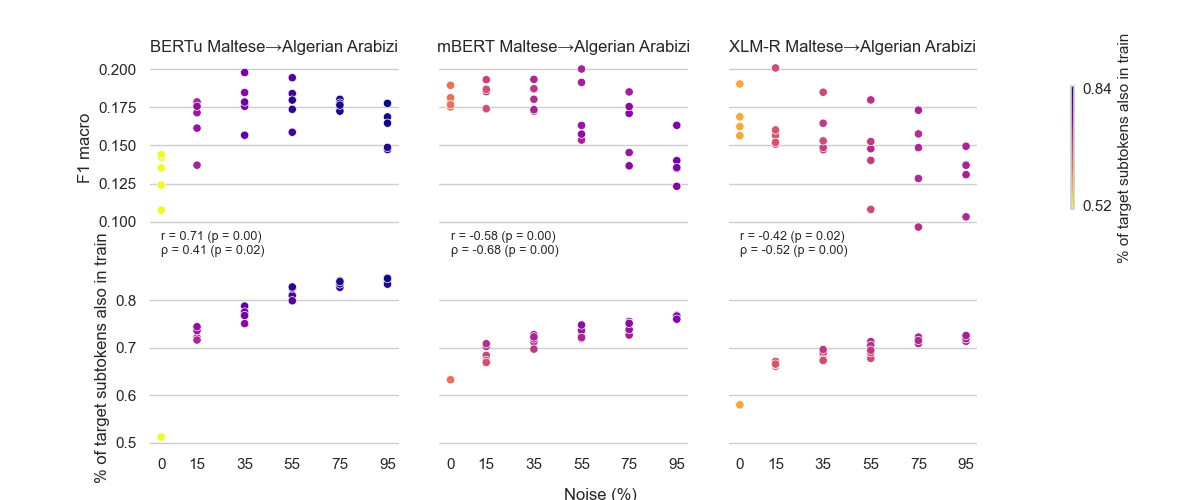 BERTu Maltese→Algerian Arabizi
mBERT Maltese→Algerian Arabizi
XLM-R Maltese→Algerian Arabizi
F1 macro
0.200
0.175
0.150
0.125
0.100
r = 0.71 (p = 0.00)
ρ = 0.41 (p = 0.02)
r = -0.58 (p = 0.00)
ρ = -0.68 (p = 0.00)
r = -0.42 (p = 0.02)
ρ = -0.52 (p = 0.00)
% of target subtokens also in train
0.84
0.52
% of target subtokens also in train
0.8
0.7
0.6
0.5
0 15 35 55 75 95
0 15 35 55 75 95
0 15 35 55 75 95
Noise (%)